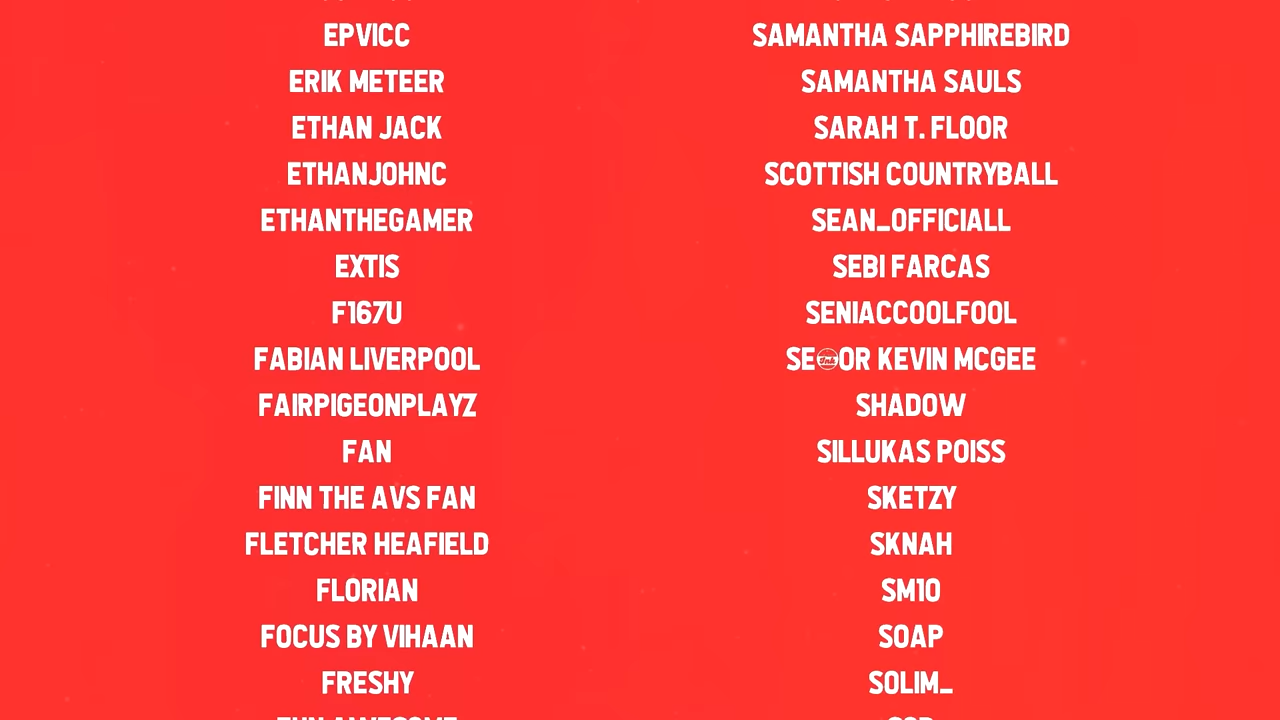 EPVICC
ERIK METEER
ETHAN JACK
ETHANJOHNC
ETHANTHEGAMER
EXTIS
F167U
FABIAN LIVERPOOL
FAIRPIGEONPLAYZ
FAN
FINN THE AVS FAN
FLETCHER HEAFIELD
FLORIAN
FOCUS BY VIHAAN
FRESHY
SAMANTHA SAPPHIREBIRD
SAMANTHA SAULS
SARAH T. FLOOR
SCOTTISH COUNTRYBALL
SEAN_OFFICIALL
SEBI FARCAS
SENIACCOOLFOOL
SE OR KEVIN MCGEE
SHADOW
SILLUKAS POISS
SKETZY
SKNAH
SM10
SOAP
SOLIM_